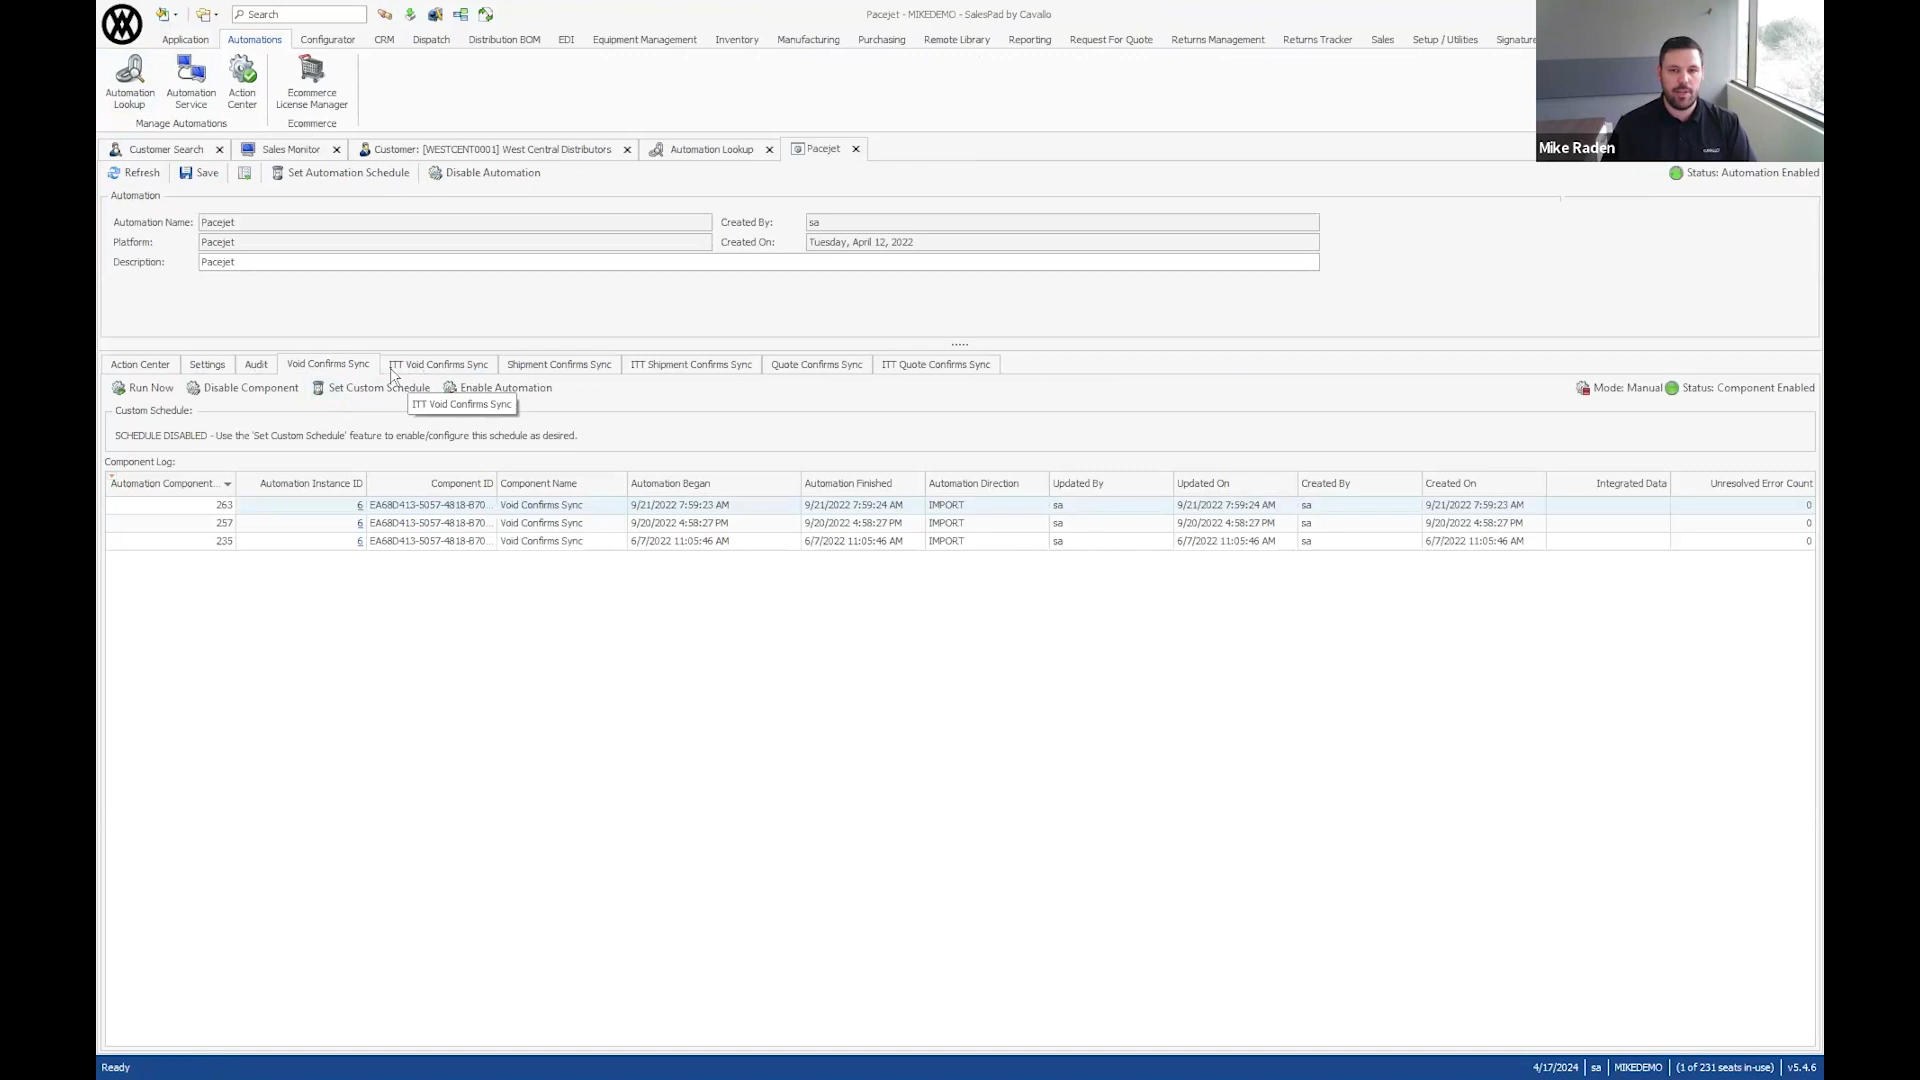 Search
Pacejet - MIKEDEMO - SalesPad by Cavallo
Application Automations Configurator CRM Dispatch Distribution BOM EDI Equipment Management Inventory Manufacturing Purchasing Remote Library Reporting Request For Quote Returns Management Returns Tracker Sales Setup / Utilities Signature
Automation Lookup
Automation Service
Action Center
Ecommerce License Manager
Manage Automations
Ecommerce
Mike Raden
Customer Search Sales Monitor Customer: [WESTCENT0001] West Central Distributors Automation Lookup Pacejet
Refresh Save Set Automation Schedule Disable Automation Status: Automation Enabled
Automation
Automation Name: Pacejet Created By: sa
Platform: Pacejet Created On: Tuesday, April 12, 2022
Description: Pacejet
.....
Action Center Settings Audit Void Confirms Sync ITT Void Confirms Sync Shipment Confirms Sync ITT Shipment Confirms Sync Quote Confirms Sync ITT Quote Confirms Sync
Run Now Disable Component Set Custom Schedule Enable Automation Mode: Manual Status: Component Enabled
ITT Void Confirms Sync
Custom Schedule:
SCHEDULE DISABLED - Use the 'Set Custom Schedule' feature to enable/configure this schedule as desired.
Component Log:
Automation Component... Automation Instance ID Component ID Component Name Automation Began Automation Finished Automation Direction Updated By Updated On Created By Created On Integrated Data Unresolved Error Count
263 6 EA68D413-5057-4818-B70... Void Confirms Sync 9/21/2022 7:59:23 AM 9/21/2022 7:59:24 AM IMPORT sa 9/21/2022 7:59:24 AM sa 9/21/2022 7:59:23 AM 0
257 6 EA68D413-5057-4818-B70... Void Confirms Sync 9/20/2022 4:58:27 PM 9/20/2022 4:58:27 PM IMPORT sa 9/20/2022 4:58:27 PM sa 9/20/2022 4:58:27 PM 0
235 6 EA68D413-5057-4818-B70... Void Confirms Sync 6/7/2022 11:05:46 AM 6/7/2022 11:05:46 AM IMPORT sa 6/7/2022 11:05:46 AM sa 6/7/2022 11:05:46 AM 0
Ready 4/17/2024 sa MIKEDEMO (1 of 231 seats in-use) v5.4.6